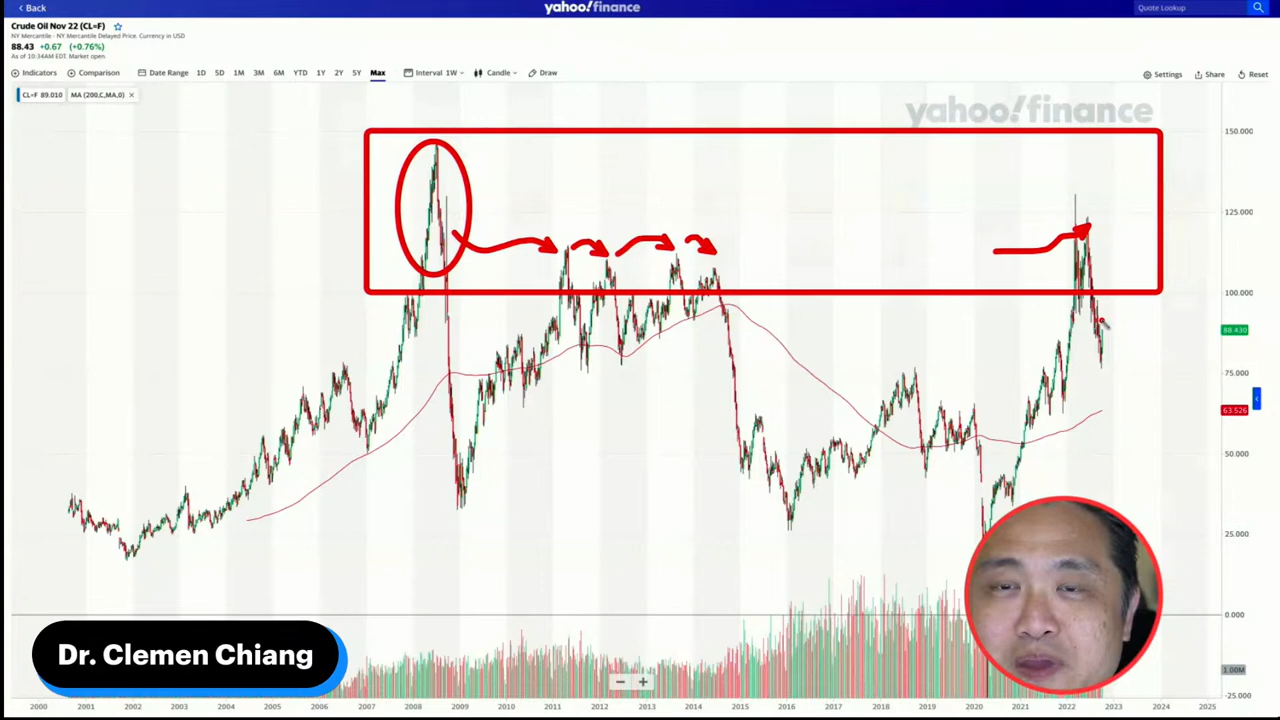 Back
yahoo!finance
Quote Lookup
Crude Oil Nov 22 (CL=F)
NY Mercantile - NY Mercantile Delayed Price. Currency in USD
88.43 +0.67 (+0.76%)
As of 10:34AM EDT. Market open.
Indicators Comparison Date Range 1D 5D 1M 3M 6M YTD 1Y 2Y 5Y Max Interval 1W Candle Draw Settings Share Reset
CL=F 89.010 MA (200,C,MA,0)
yahoo!finance
150.000
125.000
100.000
88.430
75.000
63.526
50.000
25.000
0.000
Dr. Clemen Chiang
1.00M
-25.000
2000 2001 2002 2003 2004 2005 2006 2007 2008 2009 2010 2011 2012 2013 2014 2015 2016 2017 2018 2019 2020 2021 2022 2023 2024 2025